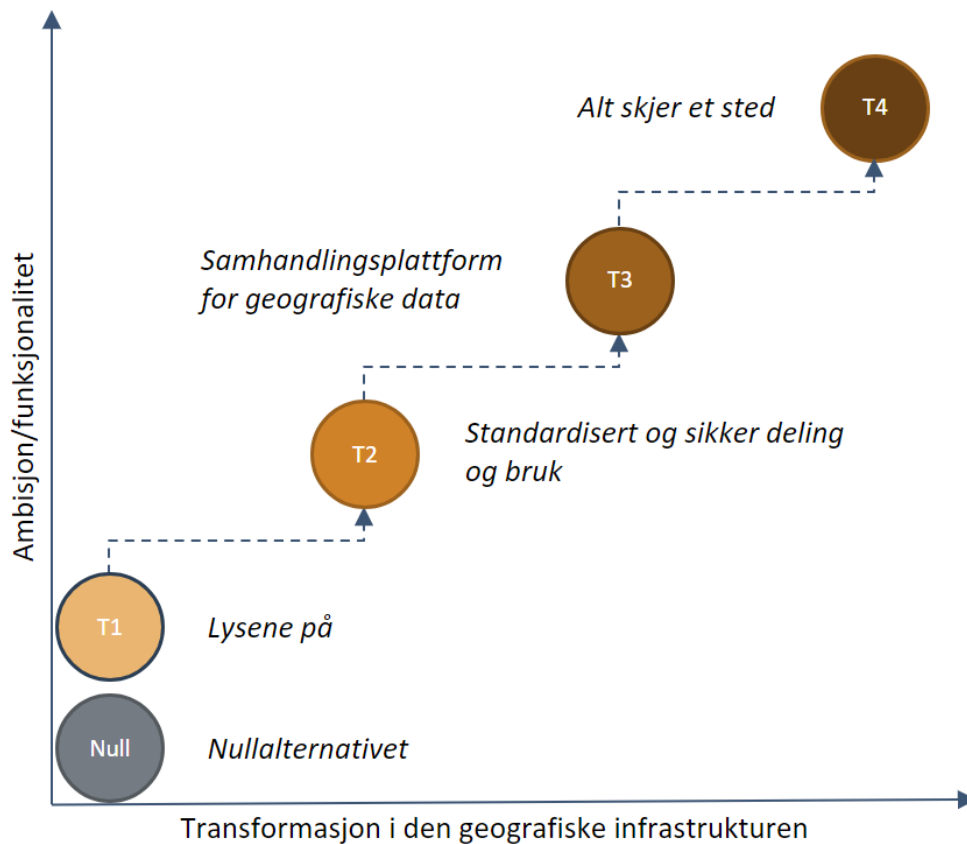 Alt skjer et sted
T4
Samhandlingsplattform
for geografiske data
T3
T2
Standardisert og sikker deling
og bruk
T1
Lysene på
Null
Nullalternativet
Ambisjon/funksjonalitet
Transformasjon i den geografiske infrastrukturen